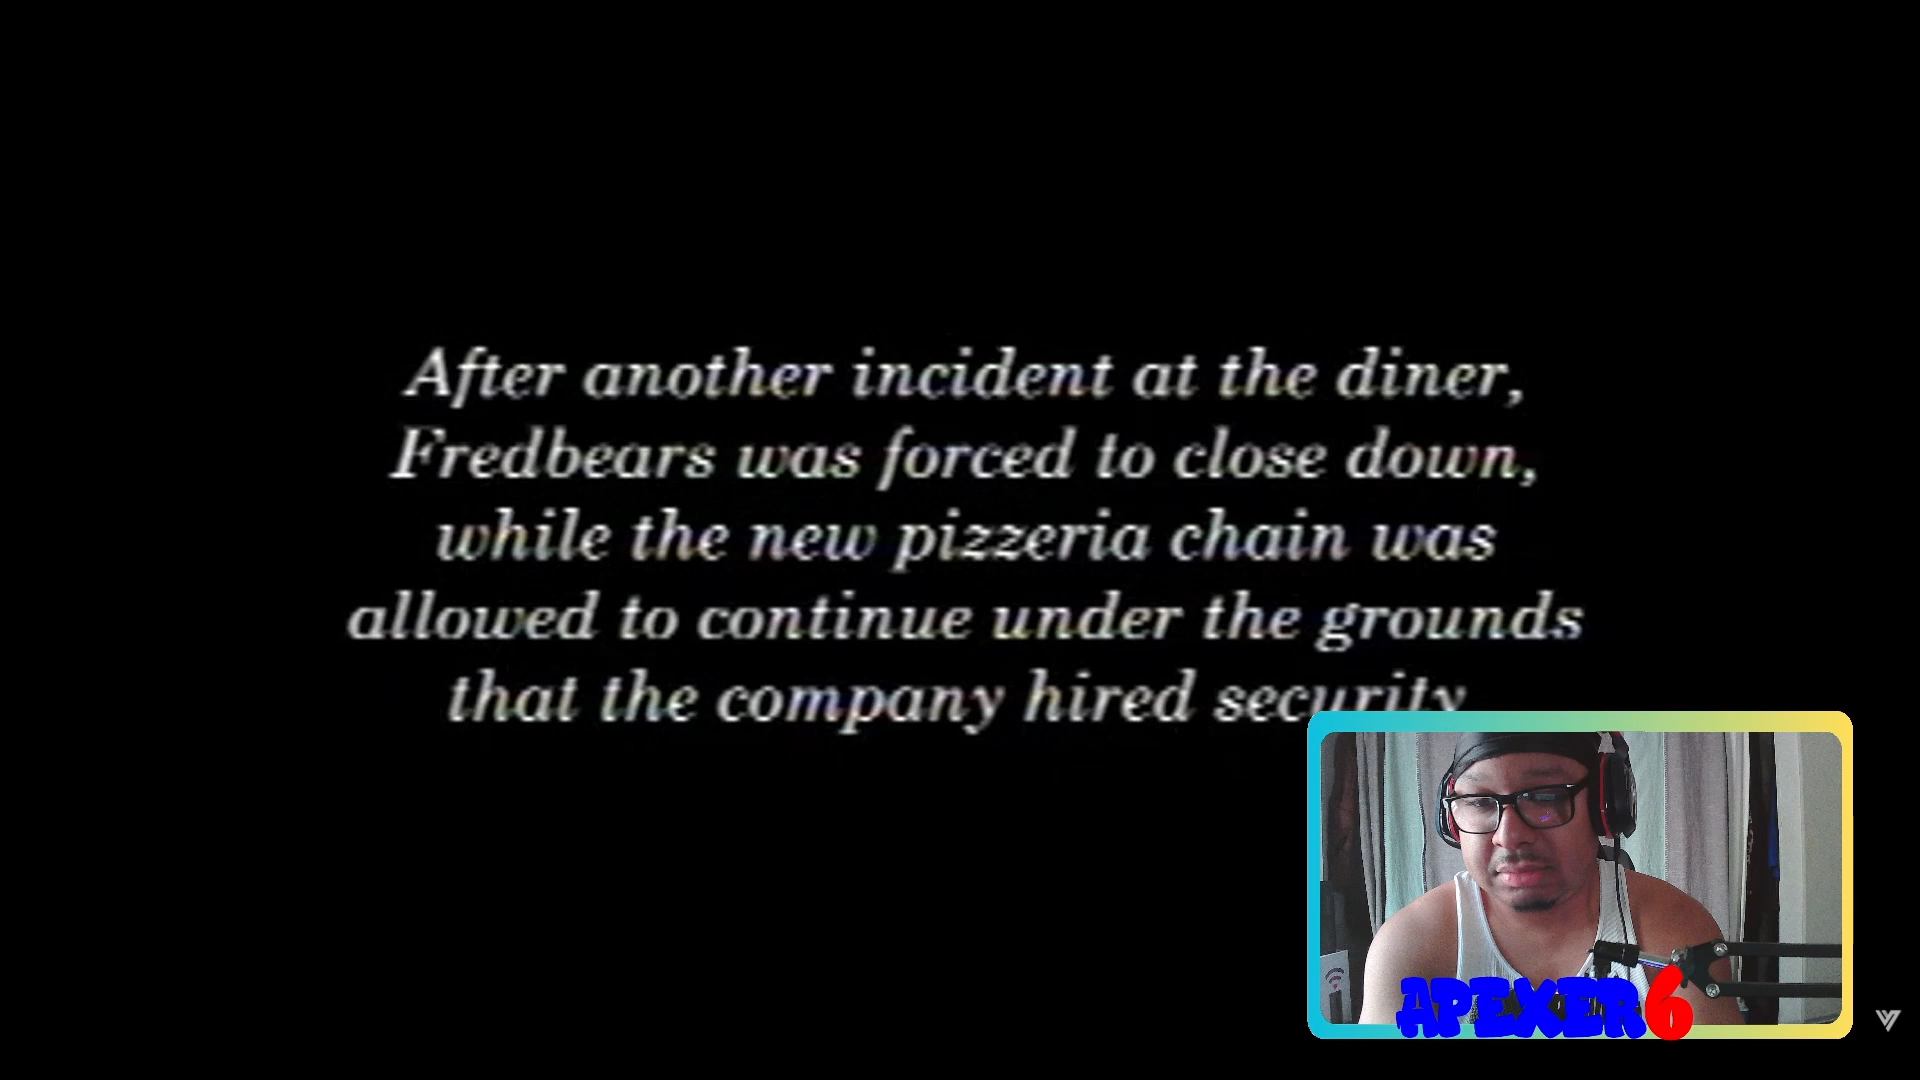 After another incident at the diner,
Fredbears was forced to close down,
while the new pizzeria chain was
allowed to continue under the grounds
that the company hired security
APEXER6